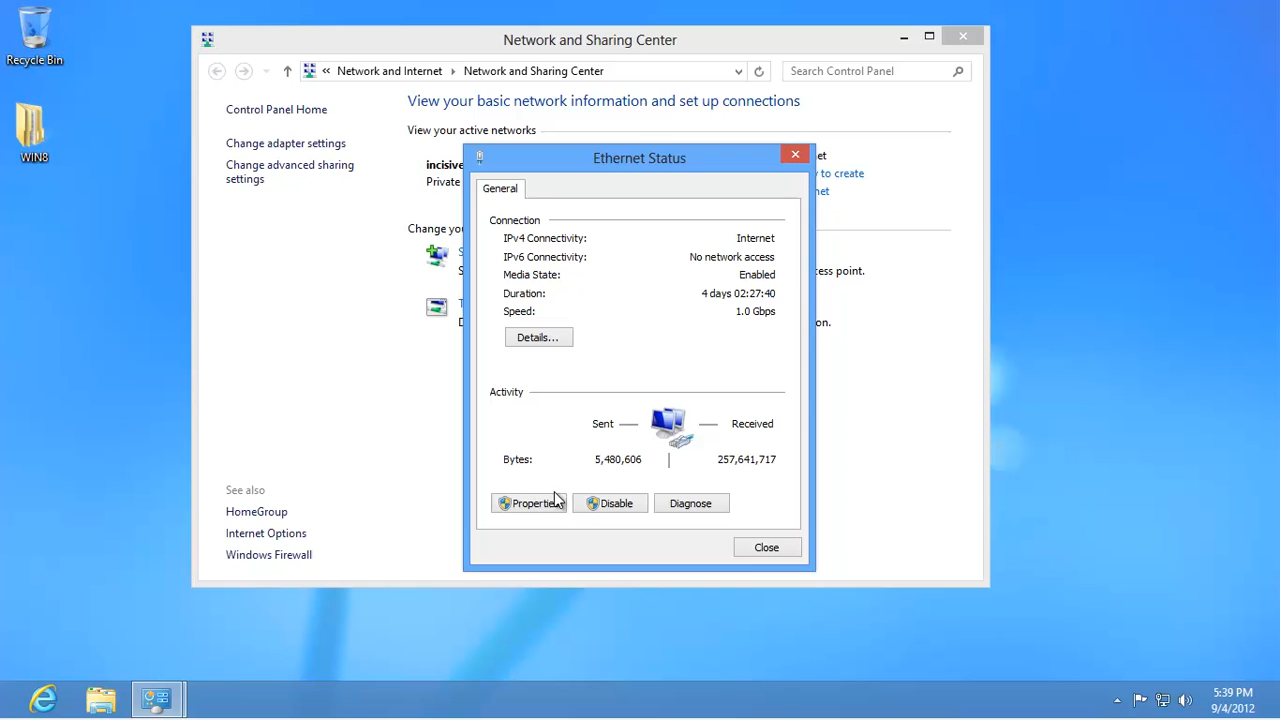 Recycle Bin
WIN8
Network and Sharing Center
« Network and Internet Network and Sharing Center
Search Control Panel
Control Panel Home
Change adapter settings
Change advanced sharing
settings
View your basic network information and set up connections
View your active networks
incisive
Private
to create
Change you
Ethernet Status
General
Connection
IPv4 Connectivity: Internet
IPv6 Connectivity: No network access
Media State: Enabled
Duration: 4 days 02:27:40
Speed: 1.0 Gbps
Details...
Activity
Sent Received
Bytes: 5,480,606 257,641,717
Properties Disable Diagnose
Close
point.
See also
HomeGroup
Internet Options
Windows Firewall
5:39 PM
9/4/2012